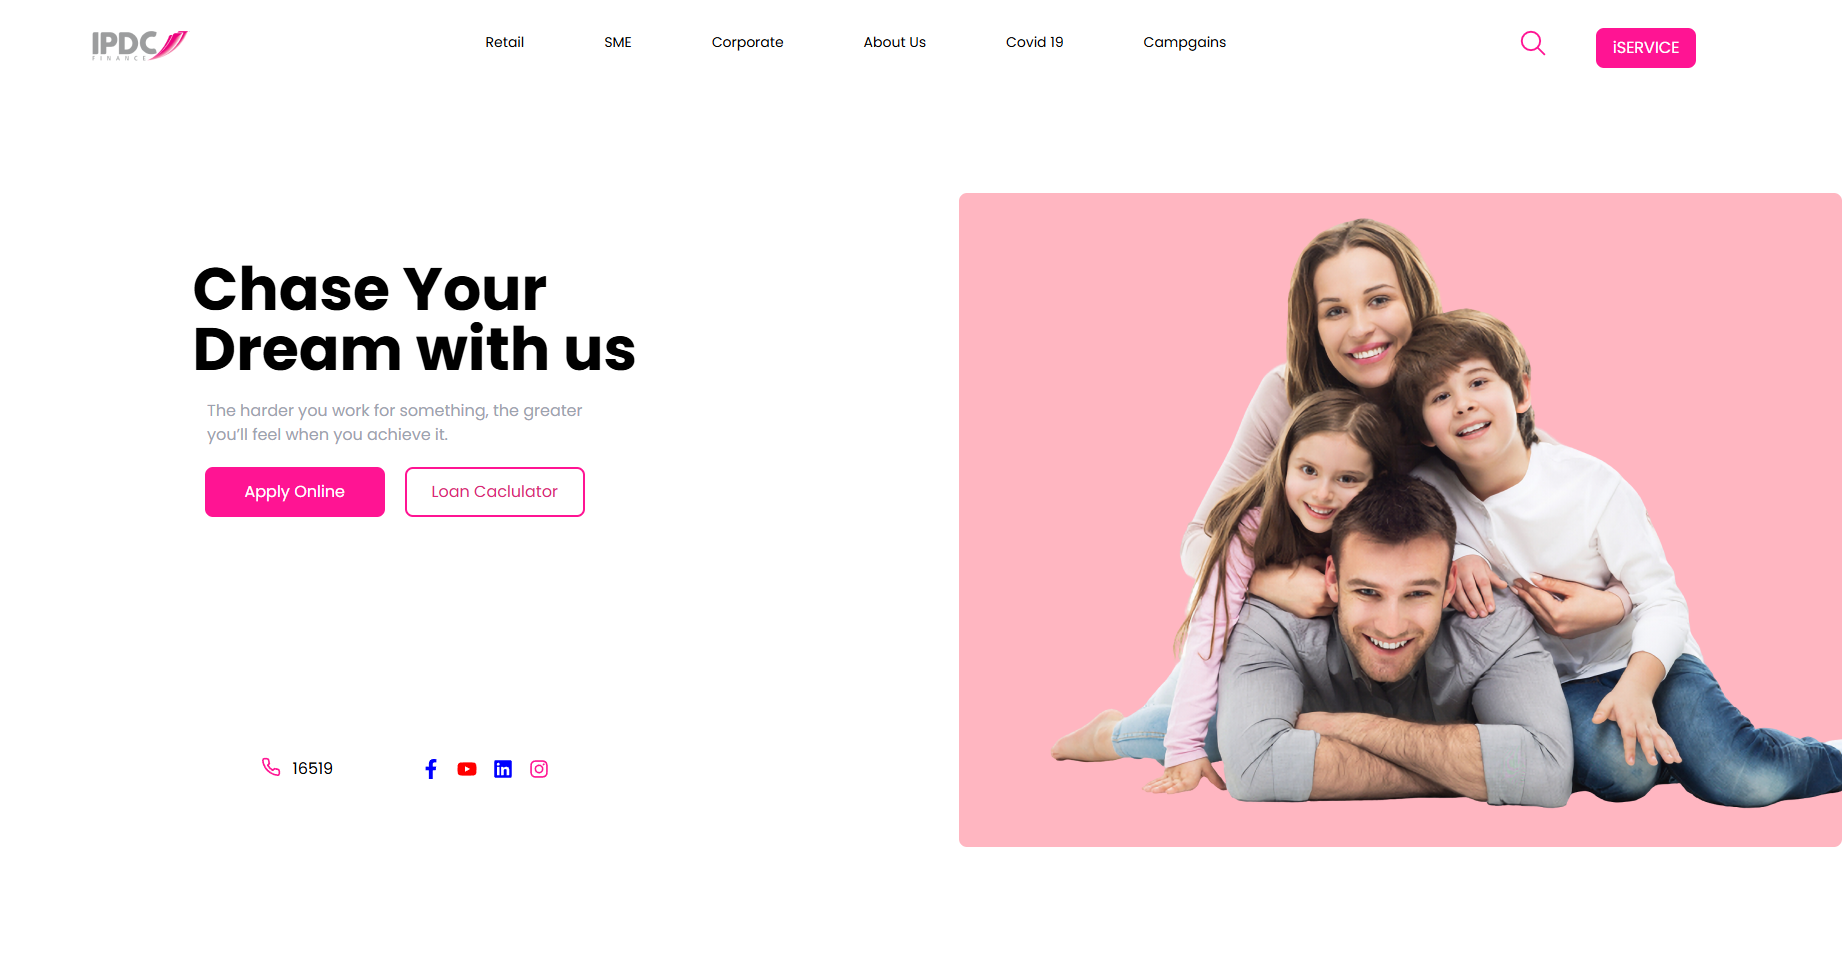 IPDC
FINANCE
Retail
SME
Corporate
About Us
Covid 19
Campgains
iSERVICE
Chase Your
Dream with us
The harder you work for something, the greater
you’ll feel when you achieve it.
Apply Online
Loan Caclulator
16519